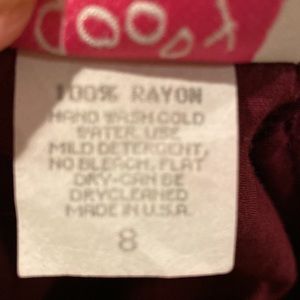 100% RAYON
HAND WASH COLD
WATER. USE
MILD DETERGENT,
NO BLEACH, FLAT
DRY-CAN BE
DRYCLEANED
MADE IN U.S.A.
8